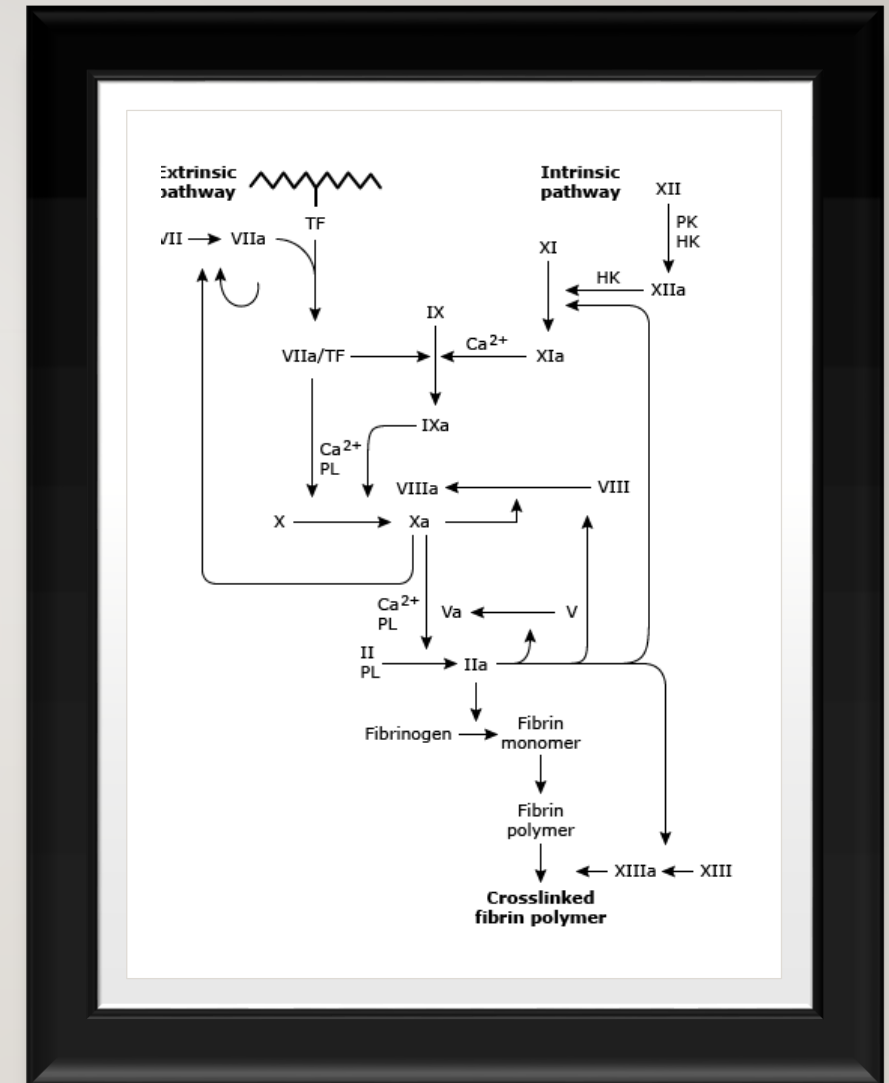 Extrinsic
pathway
Intrinsic
pathway
XII
TF
PK
HK
VII
VIIa
XI
HK
XIIa
IX
VIIa/TF
Ca2+
XIa
IXa
Ca2+
PL
VIIIa
VIII
X
Xa
Ca2+
PL
Va
V
II
PL
IIa
Fibrinogen
Fibrin
monomer
Fibrin
polymer
XIIIa
XIII
Crosslinked
fibrin polymer